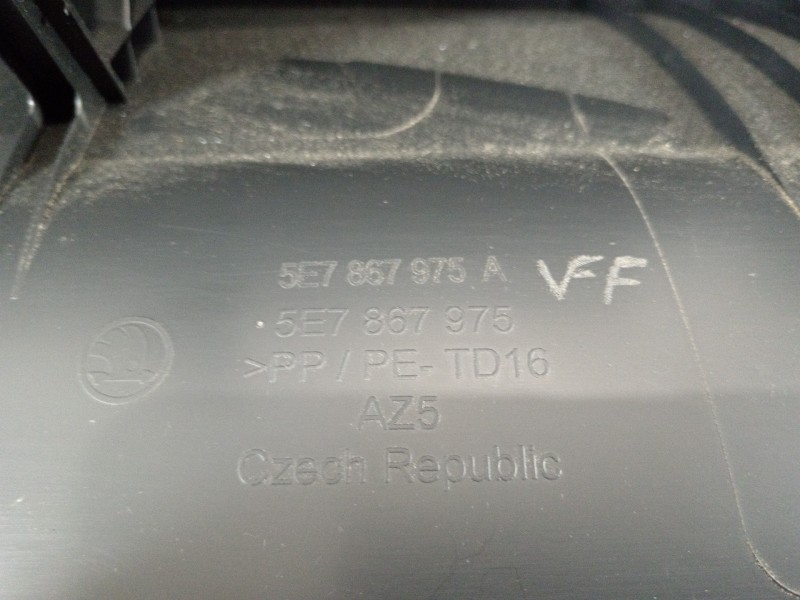 5E7 867 975 A VFF
5E7 867 975
>PP / PE- TD16
AZ5
Czech Republic